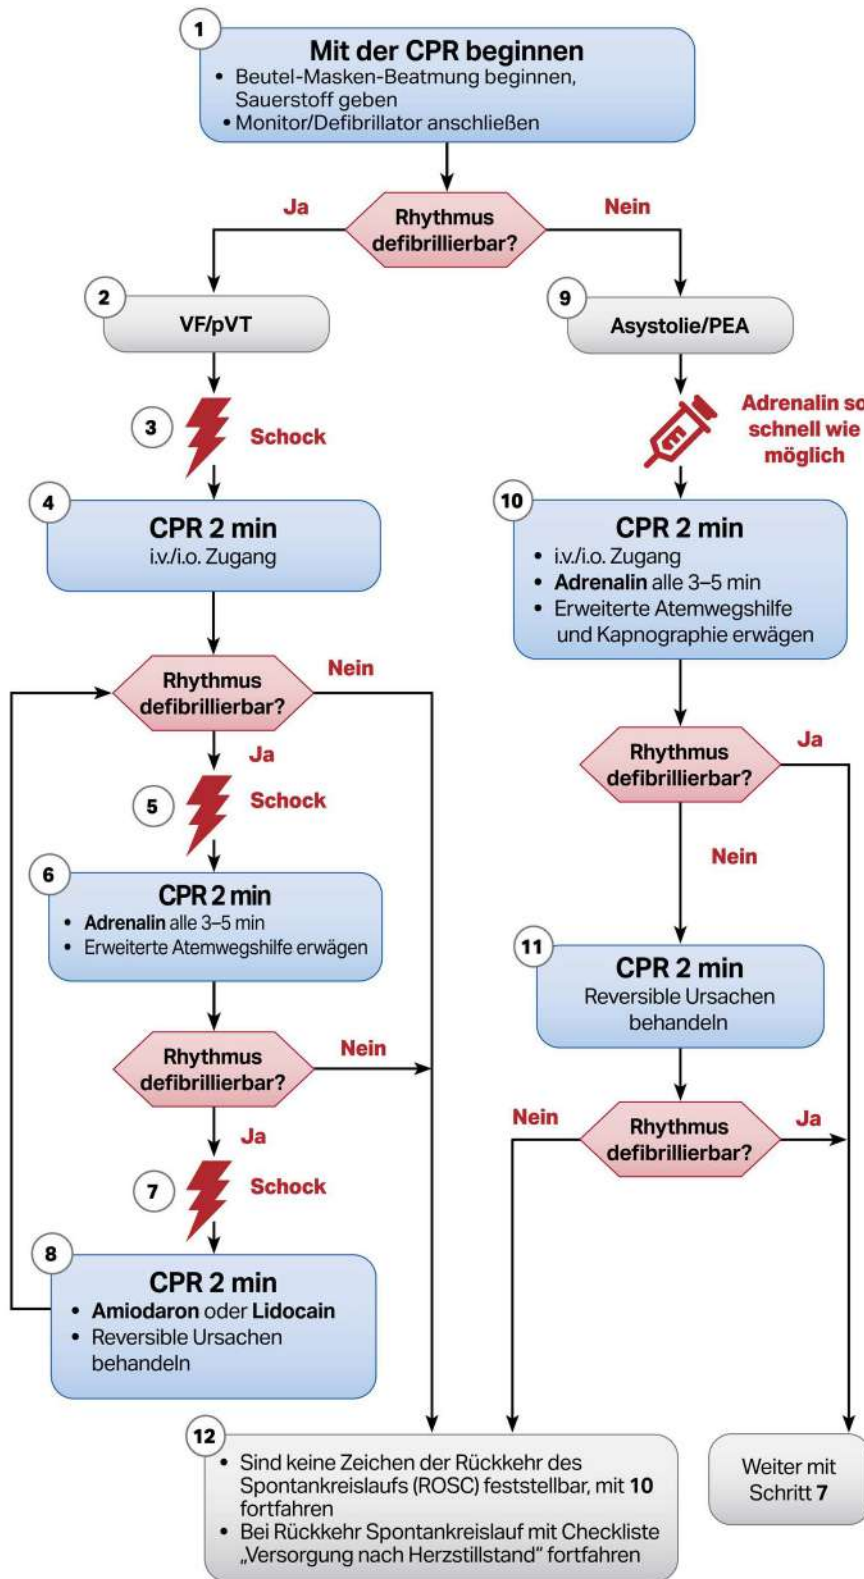 1
Mit der CPR beginnen
• Beutel-Masken-Beatmung beginnen,
Sauerstoff geben
• Monitor/Defibrillator anschließen
Ja
Rhythmus
defibrillierbar?
Nein
2
VF/pVT
3
Schock
4
CPR 2 min
i.v./i.o. Zugang
Rhythmus
defibrillierbar?
Nein
Ja
5
Schock
6
CPR 2 min
• Adrenalin alle 3–5 min
• Erweiterte Atemwegshilfe erwägen
Rhythmus
defibrillierbar?
Nein
Ja
7
Schock
8
CPR 2 min
• Amiodaron oder Lidocain
• Reversible Ursachen
behandeln
9
Asystolie/PEA
Adrenalin so
schnell wie
möglich
10
CPR 2 min
• i.v./i.o. Zugang
• Adrenalin alle 3–5 min
• Erweiterte Atemwegshilfe
und Kapnographie erwägen
Rhythmus
defibrillierbar?
Ja
Nein
11
CPR 2 min
Reversible Ursachen
behandeln
Nein
Rhythmus
defibrillierbar?
Ja
12
• Sind keine Zeichen der Rückkehr des
Spontankreislaufs (ROSC) feststellbar, mit 10
fortfahren
• Bei Rückkehr Spontankreislauf mit Checkliste
„Versorgung nach Herzstillstand“ fortfahren
Weiter mit
Schritt 7